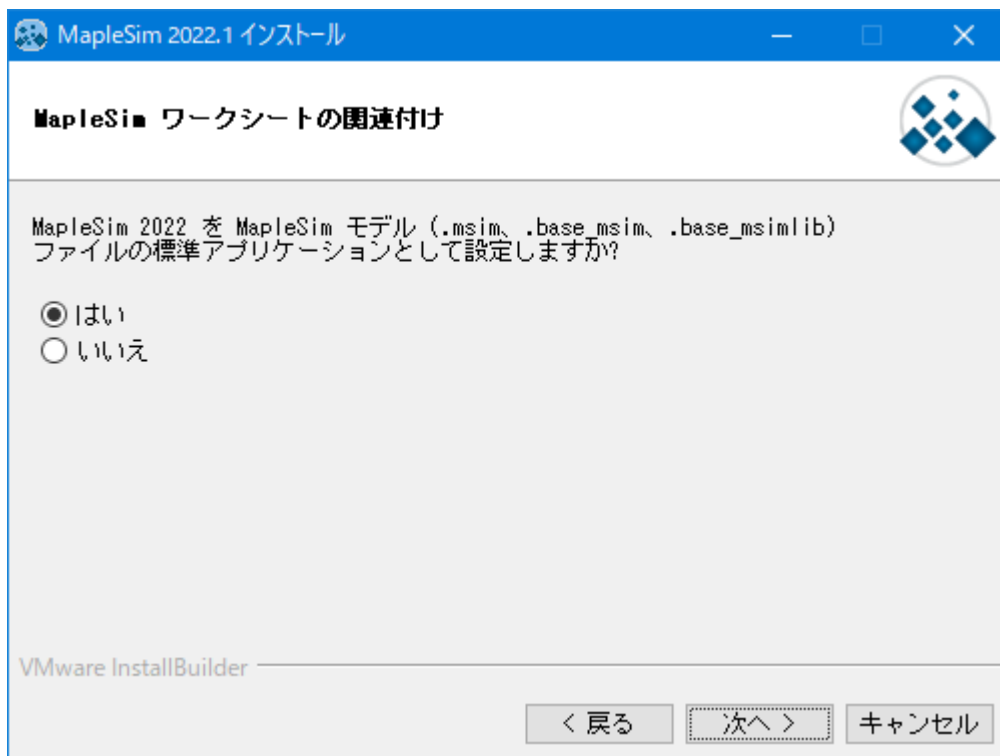 MapleSim 2022.1 インストール
MapleSim ワークシートの関連付け
MapleSim 2022 を MapleSim モデル (.msim、.base_msim、.base_msimlib)
ファイルの標準アプリケーションとして設定しますか?
はい
いいえ
VMware InstallBuilder
< 戻る 次へ > キャンセル